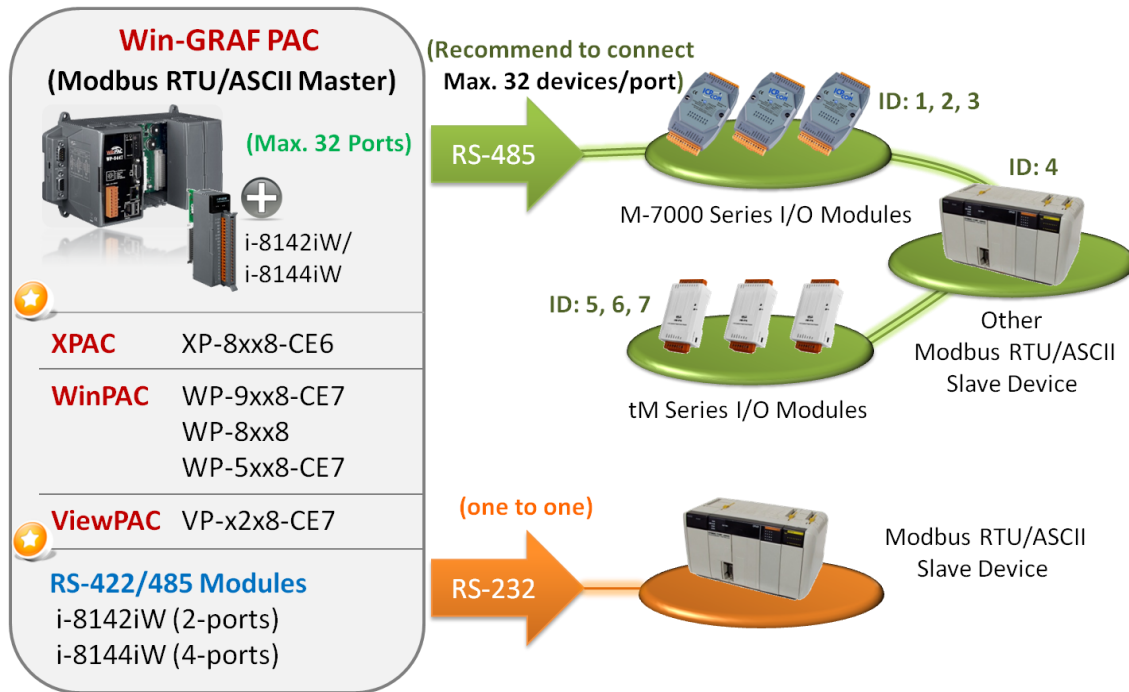 Win-GRAF PAC
(Modbus RTU/ASCII Master)
(Max. 32 Ports)
i-8142iW/
i-8144iW
XPAC XP-8xx8-CE6
WinPAC WP-9xx8-CE7
WP-8xx8
WP-5xx8-CE7
ViewPAC VP-x2x8-CE7
RS-422/485 Modules
i-8142iW (2-ports)
i-8144iW (4-ports)
(Recommend to connect
Max. 32 devices/port)
RS-485
ID: 1, 2, 3
M-7000 Series I/O Modules
ID: 4
Other
Modbus RTU/ASCII
Slave Device
ID: 5, 6, 7
tM Series I/O Modules
(one to one)
RS-232
Modbus RTU/ASCII
Slave Device